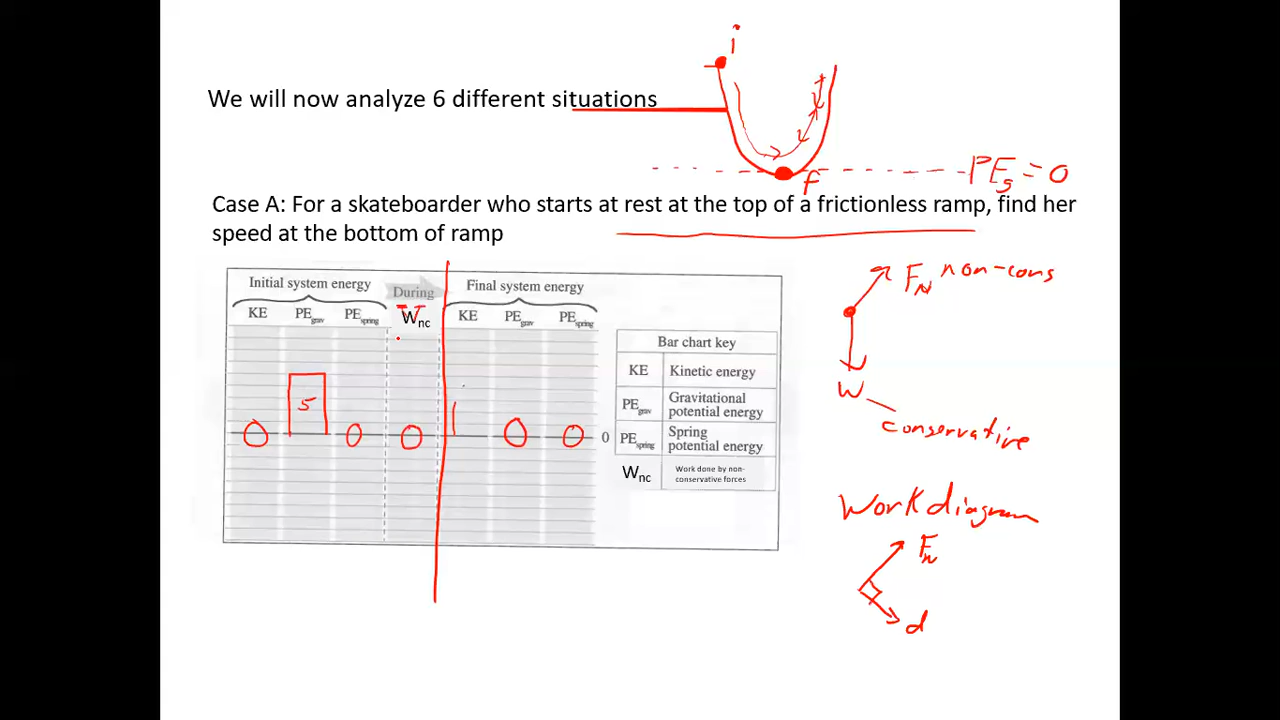 i
We will now analyze 6 different situations
PEg = 0
f
Case A: For a skateboarder who starts at rest at the top of a frictionless ramp, find her
speed at the bottom of ramp
FN non-cons
Initial system energy
During
Final system energy
KE PEgrav PEspring Wnc KE PEgrav PEspring
Bar chart key
KE Kinetic energy
W
conservative
5
PEgrav Gravitational
potential energy
0 0 0 0 0 0
PEspring Spring
potential energy
Wnc Work done by non-
conservative forces
Work diagram
FN
d